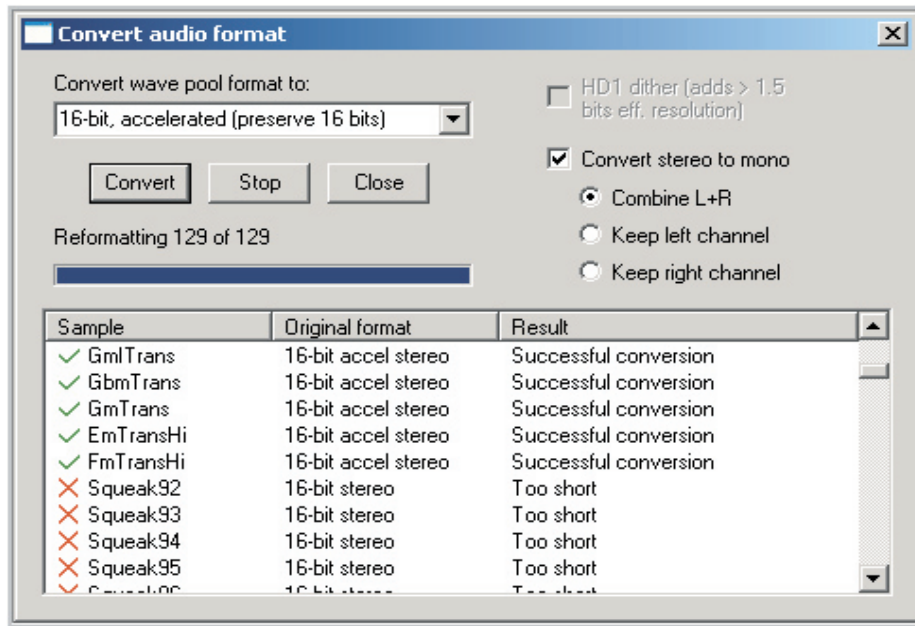 Convert audio format
Convert wave pool format to:
16-bit, accelerated (preserve 16 bits)
HD1 dither (adds > 1.5
bits eff. resolution)
Convert Stop Close
Convert stereo to mono
Combine L+R
Keep left channel
Keep right channel
Reformatting 129 of 129
Sample Original format Result
GmITrans 16-bit accel stereo Successful conversion
GbmTrans 16-bit accel stereo Successful conversion
GmTrans 16-bit accel stereo Successful conversion
EmTransHi 16-bit accel stereo Successful conversion
FmTransHi 16-bit accel stereo Successful conversion
Squeak92 16-bit stereo Too short
Squeak93 16-bit stereo Too short
Squeak94 16-bit stereo Too short
Squeak95 16-bit stereo Too short